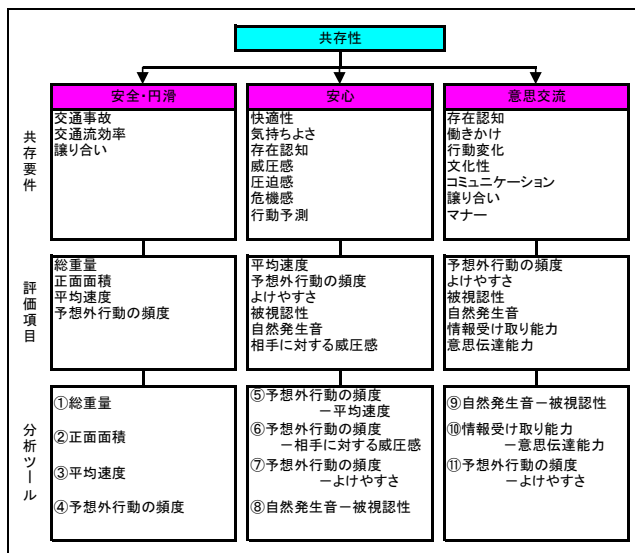 共存性
安全・円滑
安心
意思交流
共存要件
交通事故
交通流効率
譲り合い
快適性
気持ちよさ
存在認知
威圧感
圧迫感
危機感
行動予測
存在認知
働きかけ
行動変化
文化性
コミュニケーション
譲り合い
マナー
評価項目
総重量
正面面積
平均速度
予想外行動の頻度
平均速度
予想外行動の頻度
よけやすさ
被視認性
自然発生音
相手に対する威圧感
予想外行動の頻度
よけやすさ
被視認性
自然発生音
情報受け取り能力
意思伝達能力
分析ツール
①総重量
②正面面積
③平均速度
④予想外行動の頻度
⑤予想外行動の頻度
－平均速度
⑥予想外行動の頻度
－相手に対する威圧感
⑦予想外行動の頻度
－よけやすさ
⑧自然発生音－被視認性
⑨自然発生音－被視認性
⑩情報受け取り能力
－意思伝達能力
⑪予想外行動の頻度
－よけやすさ